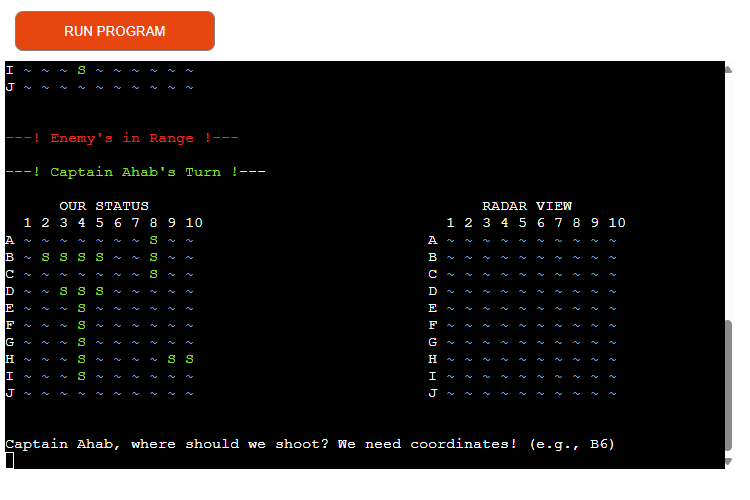 RUN PROGRAM
I ~ ~ ~ S ~ ~ ~ ~ ~ ~
J ~ ~ ~ ~ ~ ~ ~ ~ ~ ~
---! Enemy's in Range !---
---! Captain Ahab's Turn !---
OUR STATUS RADAR VIEW
1 2 3 4 5 6 7 8 9 10 1 2 3 4 5 6 7 8 9 10
A ~ ~ ~ ~ ~ ~ ~ S ~ ~ A ~ ~ ~ ~ ~ ~ ~ ~ ~ ~
B ~ S S S S ~ ~ S ~ ~ B ~ ~ ~ ~ ~ ~ ~ ~ ~ ~
C ~ ~ ~ ~ ~ ~ ~ S ~ ~ C ~ ~ ~ ~ ~ ~ ~ ~ ~ ~
D ~ ~ S S S ~ ~ ~ ~ ~ D ~ ~ ~ ~ ~ ~ ~ ~ ~ ~
E ~ ~ ~ S ~ ~ ~ ~ ~ ~ E ~ ~ ~ ~ ~ ~ ~ ~ ~ ~
F ~ ~ ~ S ~ ~ ~ ~ ~ ~ F ~ ~ ~ ~ ~ ~ ~ ~ ~ ~
G ~ ~ ~ S ~ ~ ~ ~ ~ ~ G ~ ~ ~ ~ ~ ~ ~ ~ ~ ~
H ~ ~ ~ S ~ ~ ~ ~ S S H ~ ~ ~ ~ ~ ~ ~ ~ ~ ~
I ~ ~ ~ S ~ ~ ~ ~ ~ ~ I ~ ~ ~ ~ ~ ~ ~ ~ ~ ~
J ~ ~ ~ ~ ~ ~ ~ ~ ~ ~ J ~ ~ ~ ~ ~ ~ ~ ~ ~ ~
Captain Ahab, where should we shoot? We need coordinates! (e.g., B6)